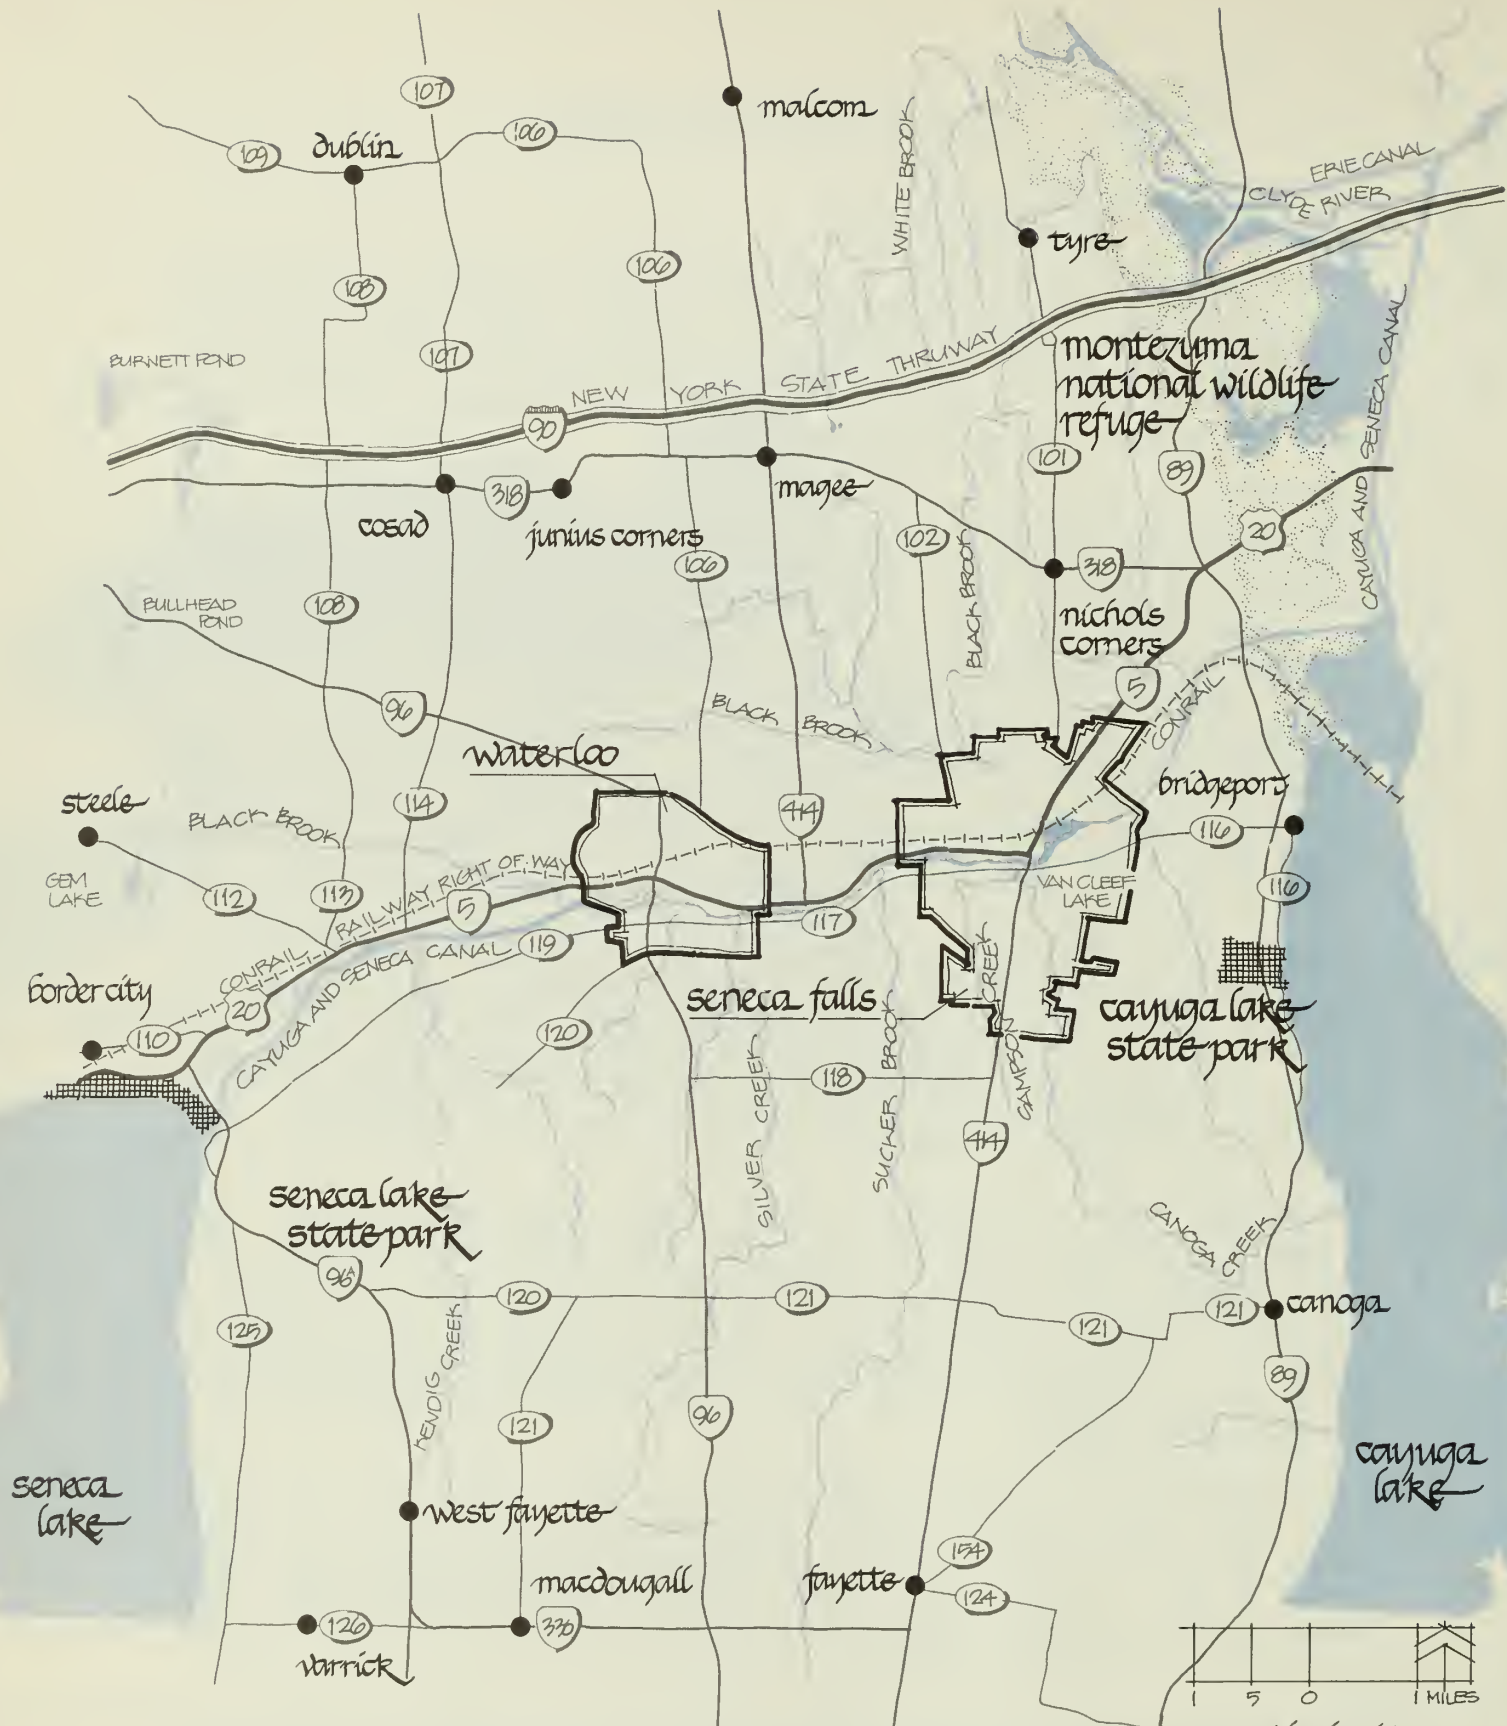 107
malcom
106
dublin
109
WHITE BROOK
ERIE CANAL
CLYDE RIVER
tyre
106
108
107
BURNETT POND
NEW YORK STATE THRUWAY
montezuma
national wildlife
refuge
90
CAYUGA AND SENECA CANAL
101
89
318
magee
cosad
junius corners
102
20
106
BLACK BROOK
318
108
BULLHEAD
POND
nichols
corners
5
96
BLACK BROOK
CONRAIL
waterloo
bridgeport
steele
114
414
BLACK BROOK
116
GEM
LAKE
112
113
RAILWAY RIGHT OF WAY
5
VAN CLEEF
LAKE
116
117
119
CONRAIL
20
CAYUGA AND SENECA CANAL
border city
110
120
seneca falls
cayuga lake
state park
118
SILVER CREEK
SUCKER BROOK
GAMPSON CREEK
414
seneca lake
state park
CANOGA CREEK
96A
120
121
121
121
canoga
125
KENDIG CREEK
89
121
96
seneca
lake
cayuga
lake
west fayette
154
macdougall
fayette
124
126
336
varrick
1 5 0 1 MILES